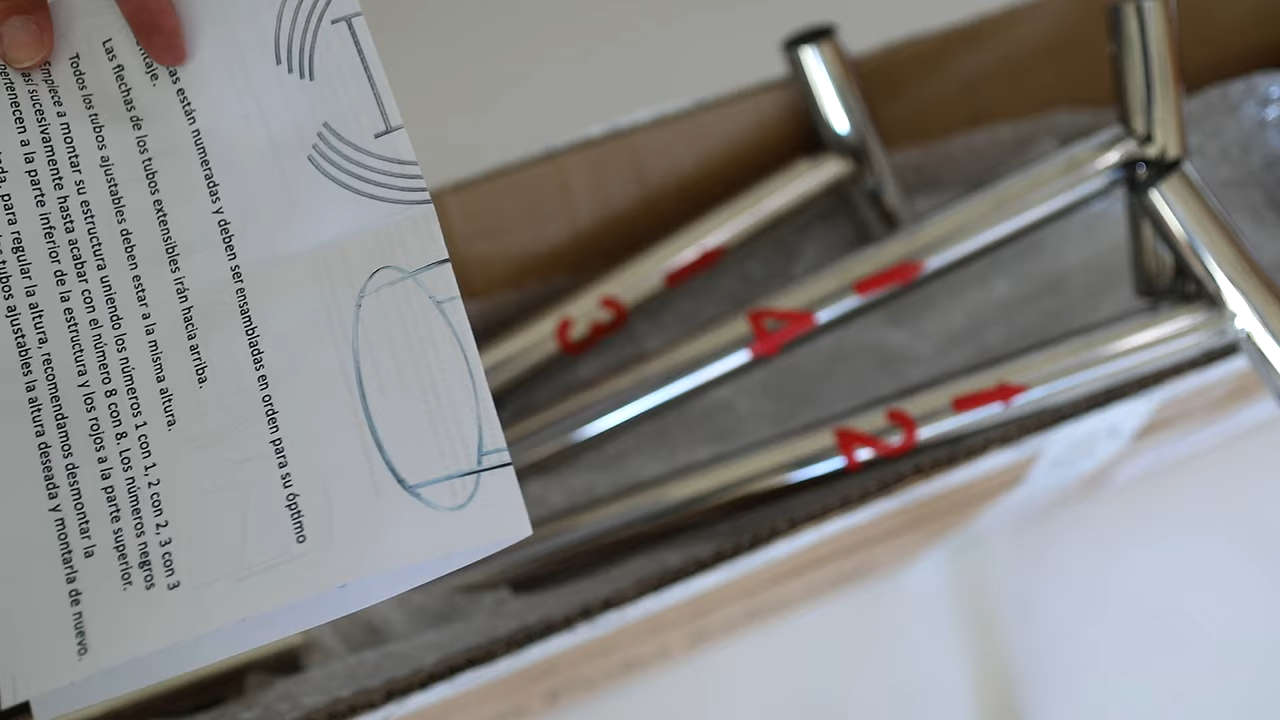 as están numeradas y deben ser ensambladas en orden para su óptimo
ontaje.
Las flechas de los tubos extensibles irán hacia arriba.
Todos los tubos ajustables deben estar a la misma altura.
Empiece a montar su estructura uniendo los números 1 con 1, 2 con 2, 3 con 3
así sucesivamente hasta acabar con el número 8 con 8. Los números negros
pertenecen a la parte inferior de la estructura y los rojos a la parte superior.
para regular la altura, recomendamos desmontar la
tubos ajustables la altura deseada y montarla de nuevo.
3
4
2